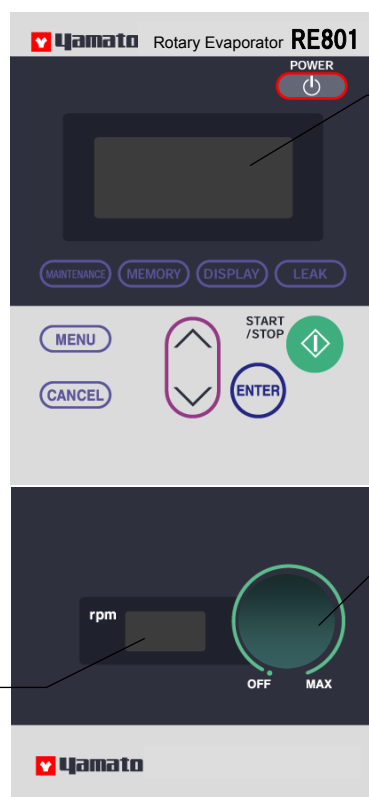 Yamato Rotary Evaporator RE801
POWER
MAINTENANCE MEMORY DISPLAY LEAK
START
/STOP
MENU
ENTER
CANCEL
rpm
OFF MAX
Yamato